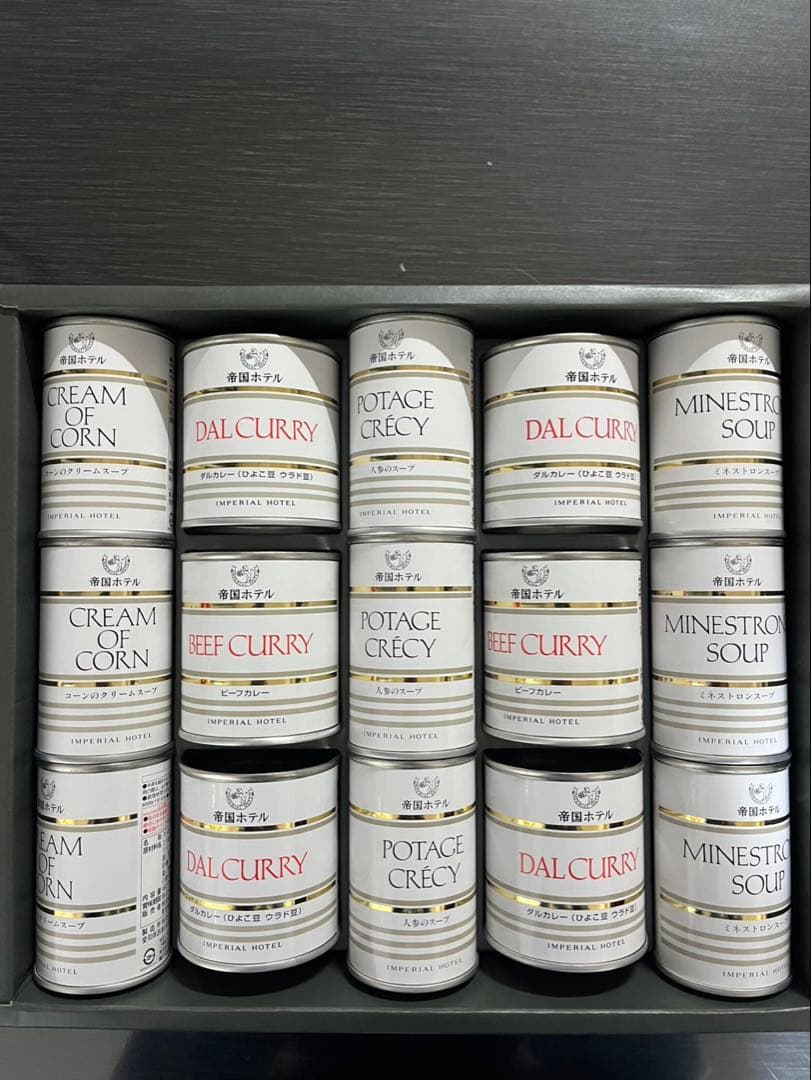 帝国ホテル
CREAM
OF
CORN
コーンのクリームスープ
IMPERIAL HOTEL
帝国ホテル
DAL CURRY
ダルカレー(ひよこ豆 ウラド豆)
IMPERIAL HOTEL
帝国ホテル
POTAGE
CRÉCY
人参のスープ
IMPERIAL HOTEL
帝国ホテル
DAL CURRY
ダルカレー(ひよこ豆 ウラド豆)
IMPERIAL HOTEL
帝国ホテル
MINESTRO
SOUP
ミネストロンスープ
IMPERIAL HOTEL
帝国ホテル
CREAM
OF
CORN
コーンのクリームスープ
IMPERIAL HOTEL
帝国ホテル
BEEF CURRY
ビーフカレー
IMPERIAL HOTEL
帝国ホテル
POTAGE
CRÉCY
人参のスープ
IMPERIAL HOTEL
帝国ホテル
BEEF CURRY
ビーフカレー
IMPERIAL HOTEL
帝国ホテル
MINESTRON
SOUP
ミネストロンスープ
IMPERIAL HOTEL
帝国ホテル
EAM
OF
ORN
クリームスープ
IMPERIAL HOTEL
帝国ホテル
DAL CURRY
ダルカレー(ひよこ豆 ウラド豆)
IMPERIAL HOTEL
帝国ホテル
POTAGE
CRÉCY
人参のスープ
IMPERIAL HOTEL
帝国ホテル
DAL CURRY
ダルカレー(ひよこ豆 ウラド豆)
IMPERIAL HOTEL
帝国ホテル
MINESTRO
SOUP
ミネストロンスープ
IMPERIAL HOTEL